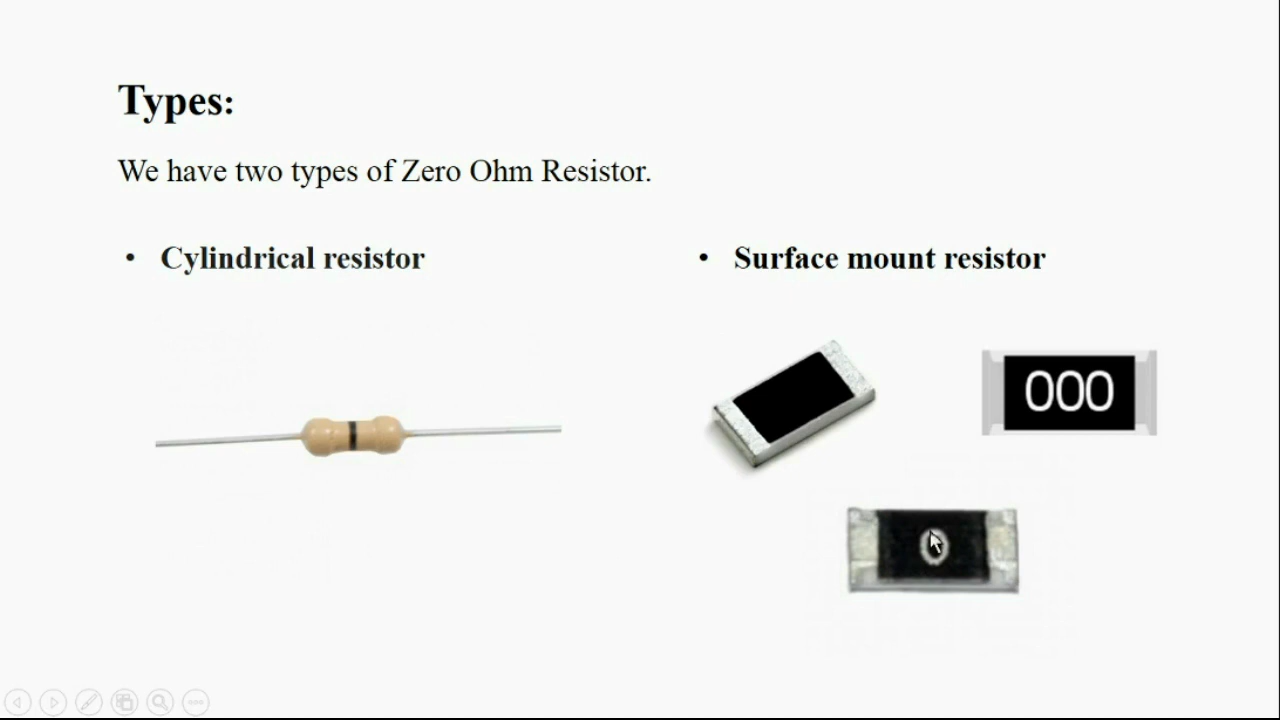 Types:
We have two types of Zero Ohm Resistor.
• Cylindrical resistor
• Surface mount resistor
000
0